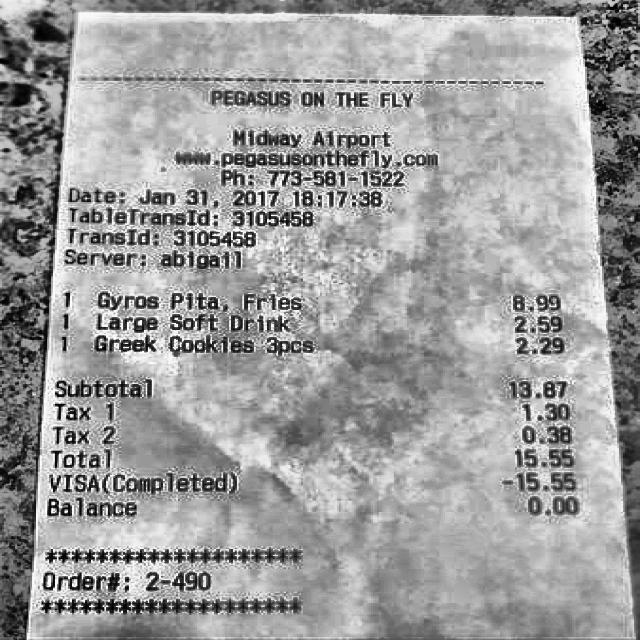 PEGASUS ON THE FLY
Midway Airport
www.pegasusonthefly.com
Ph: 773-581-1522
Date: Jan 31, 2017 18:17:38
TableTransId: 3105458
TransId: 3105458
Server: abigail
1 Gyros Pita, Fries 8.99
1 Large Soft Drink 2.59
1 Greek Cookies 3pcs 2.29
Subtotal 13.87
Tax 1 1.30
Tax 2 0.38
Total 15.55
VISA(Completed) -15.55
Balance 0.00
**********************
Order#: 2-490
**********************